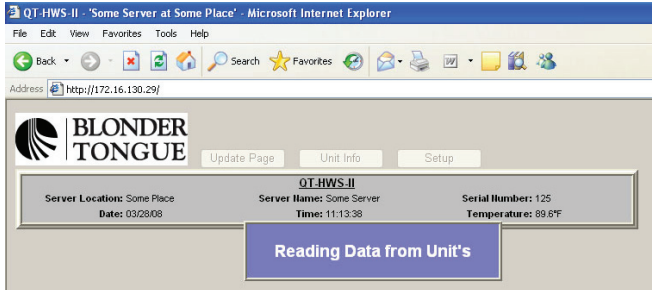 QT-HWS-II - 'Some Server at Some Place' - Microsoft Internet Explorer
File Edit View Favorites Tools Help
Back Search Favorites
Address http://172.16.130.29/
BLONDER
TONGUE
Update Page Unit Info Setup
QT-HWS-II
Server Location: Some Place Server Name: Some Server Serial Number: 125
Date: 03/28/08 Time: 11:13:38 Temperature: 89.6°F
Reading Data from Unit's